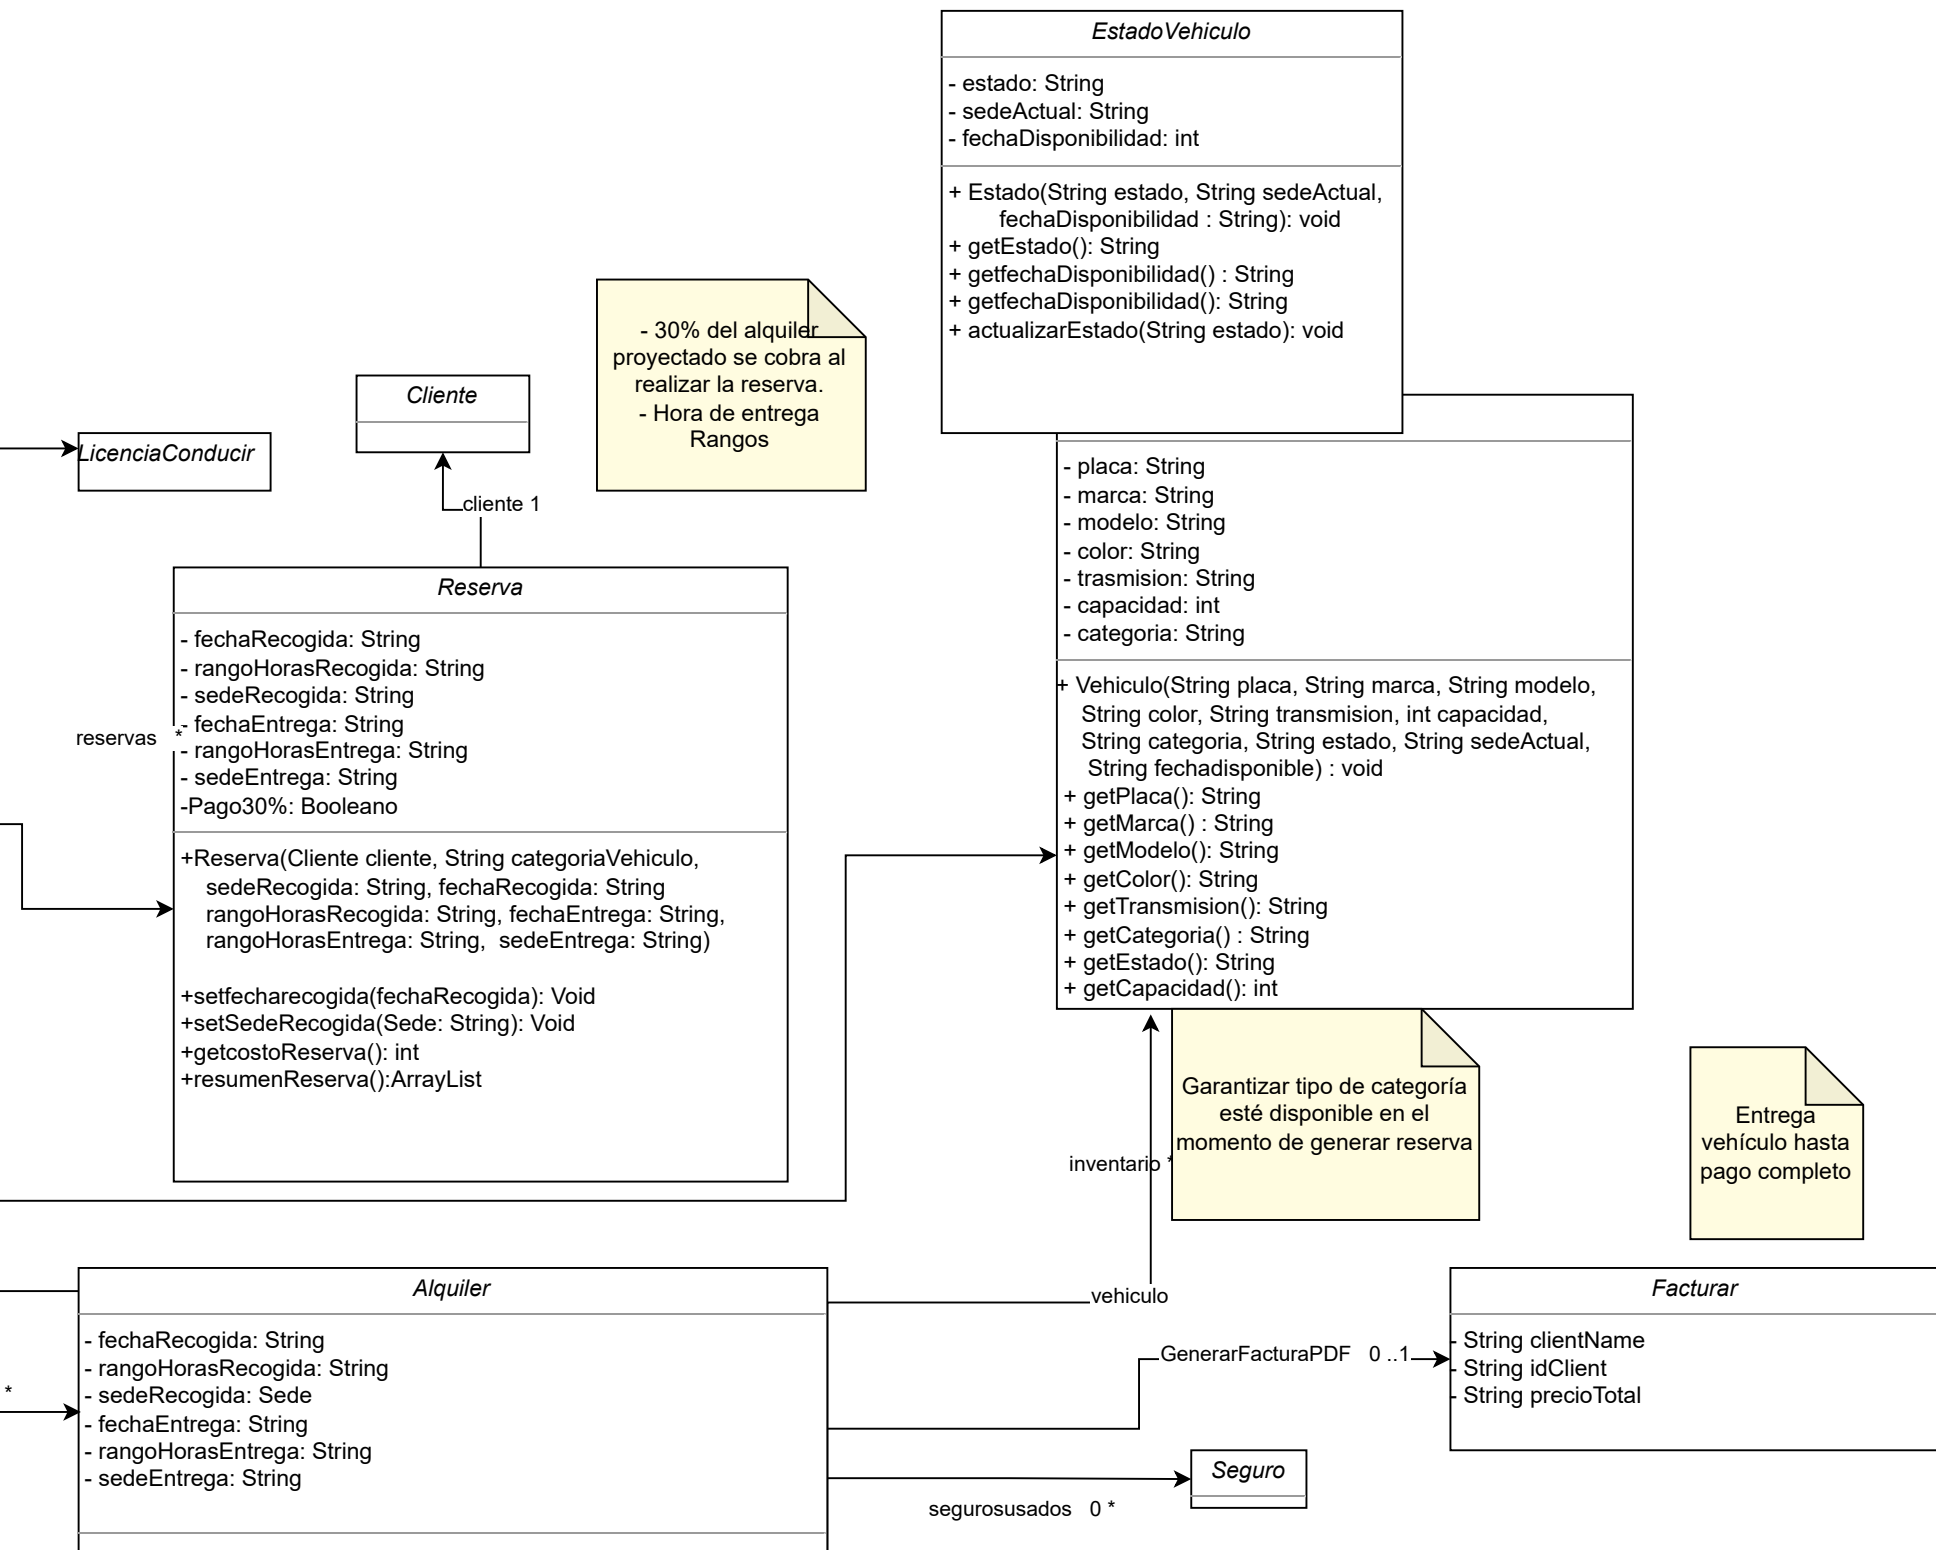 EstadoVehiculo
- estado: String
- sedeActual: String
- fechaDisponibilidad: int
+ Estado(String estado, String sedeActual,
fechaDisponibilidad : String): void
+ getEstado(): String
+ getfechaDisponibilidad() : String
+ getfechaDisponibilidad(): String
+ actualizarEstado(String estado): void
- 30% del alquiler
proyectado se cobra al
realizar la reserva.
- Hora de entrega
Rangos
Cliente
LicenciaConducir
cliente 1
- placa: String
- marca: String
- modelo: String
- color: String
- trasmision: String
- capacidad: int
- categoria: String
+ Vehiculo(String placa, String marca, String modelo,
String color, String transmision, int capacidad,
String categoria, String estado, String sedeActual,
String fechadisponible) : void
+ getPlaca(): String
+ getMarca() : String
+ getModelo(): String
+ getColor(): String
+ getTransmision(): String
+ getCategoria() : String
+ getEstado(): String
+ getCapacidad(): int
Reserva
- fechaRecogida: String
- rangoHorasRecogida: String
- sedeRecogida: String
- fechaEntrega: String
- rangoHorasEntrega: String
- sedeEntrega: String
-Pago30%: Booleano
reservas *
+Reserva(Cliente cliente, String categoriaVehiculo,
sedeRecogida: String, fechaRecogida: String
rangoHorasRecogida: String, fechaEntrega: String,
rangoHorasEntrega: String, sedeEntrega: String)
+setfecharecogida(fechaRecogida): Void
+setSedeRecogida(Sede: String): Void
+getcostoReserva(): int
+resumenReserva():ArrayList
Garantizar tipo de categoría
esté disponible en el
momento de generar reserva
inventario *
Entrega
vehículo hasta
pago completo
Alquiler
- fechaRecogida: String
- rangoHorasRecogida: String
- sedeRecogida: Sede
- fechaEntrega: String
- rangoHorasEntrega: String
- sedeEntrega: String
*
vehiculo
GenerarFacturaPDF 0 ..1
Facturar
- String clientName
- String idClient
- String precioTotal
Seguro
segurosusados 0 *